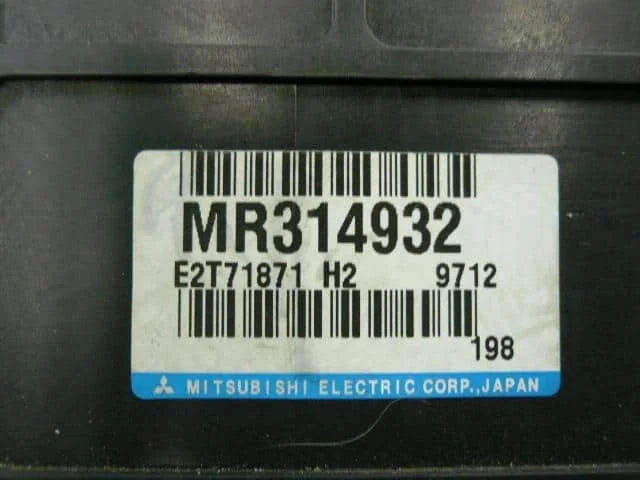 MR314932
E2T71871 H2 9712
198
MITSUBISHI ELECTRIC CORP.,JAPAN